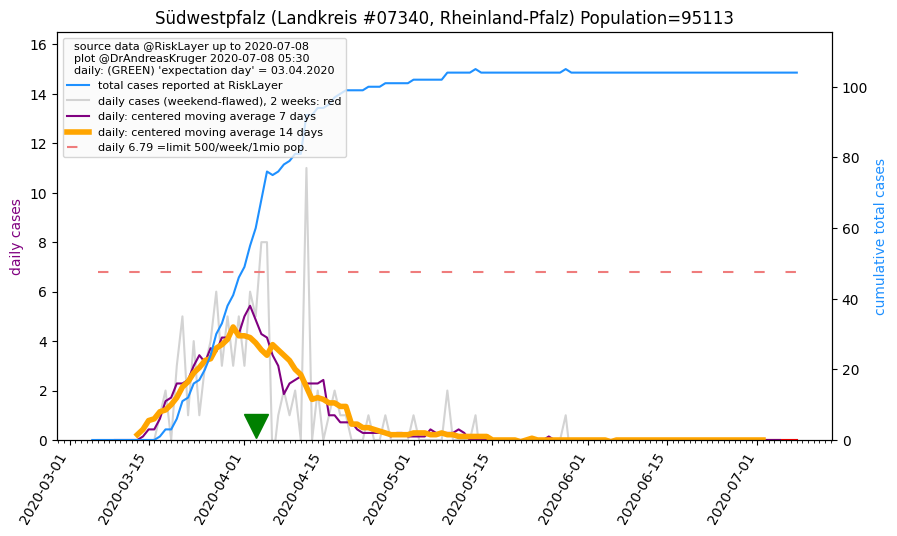 Südwestpfalz (Landkreis #07340, Rheinland-Pfalz) Population=95113
source data @RiskLayer up to 2020-07-08
plot @DrAndreasKruger 2020-07-08 05:30
daily: (GREEN) 'expectation day' = 03.04.2020
total cases reported at RiskLayer
daily cases (weekend-flawed), 2 weeks: red
daily: centered moving average 7 days
daily: centered moving average 14 days
daily 6.79 =limit 500/week/1mio pop.
daily cases
16
14
12
10
8
6
4
2
0
cumulative total cases
100
80
60
40
20
0
2020-03-01
2020-03-15
2020-04-01
2020-04-15
2020-05-01
2020-05-15
2020-06-01
2020-06-15
2020-07-01